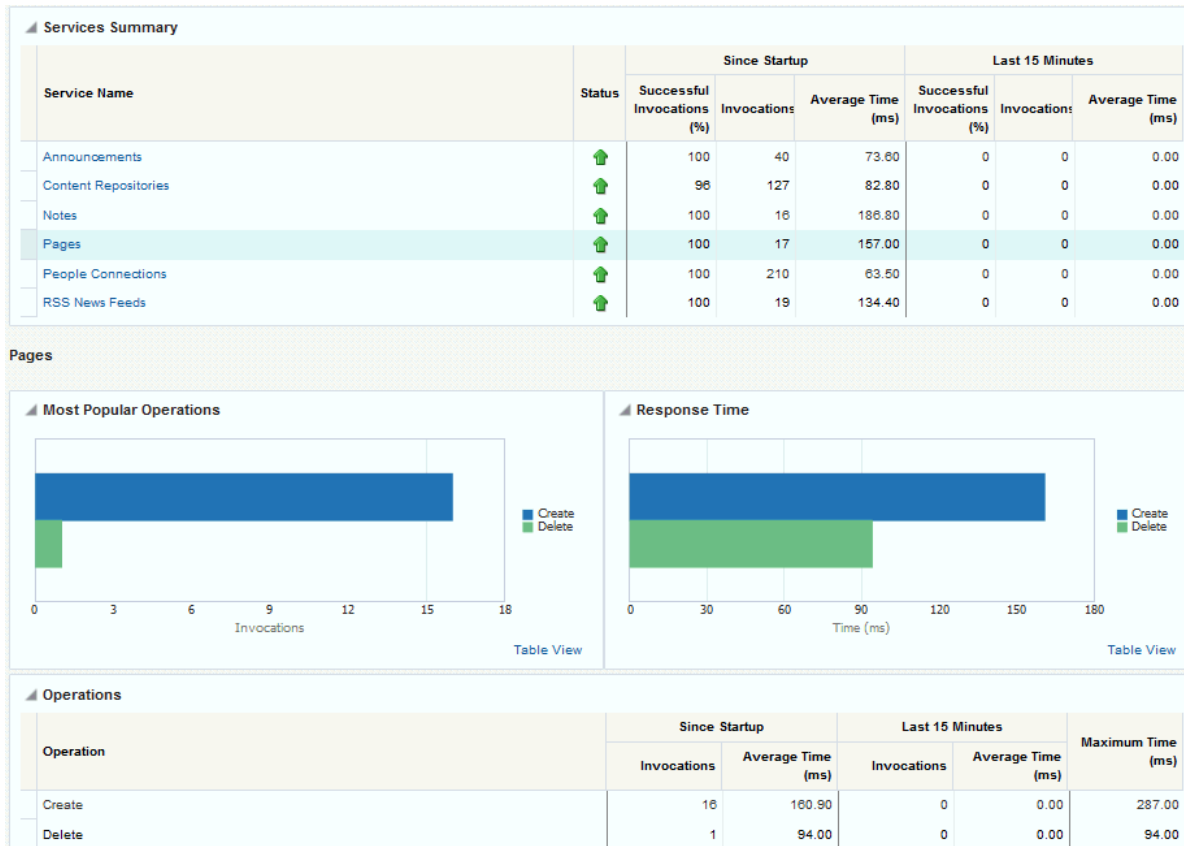 Services Summary
Service Name Status Since Startup Last 15 Minutes
Successful Invocations (%) Invocations Average Time (ms) Successful Invocations (%) Invocations Average Time (ms)
Announcements 100 40 73.60 0 0 0.00
Content Repositories 96 127 82.80 0 0 0.00
Notes 100 16 186.80 0 0 0.00
Pages 100 17 157.00 0 0 0.00
People Connections 100 210 63.50 0 0 0.00
RSS News Feeds 100 19 134.40 0 0 0.00
Pages
Most Popular Operations
Create
Delete
0 3 6 9 12 15 18
Invocations
Table View
Response Time
Create
Delete
0 30 60 90 120 150 180
Time (ms)
Table View
Operations
Operation Since Startup Last 15 Minutes Maximum Time (ms)
Invocations Average Time (ms) Invocations Average Time (ms)
Create 16 160.90 0 0.00 287.00
Delete 1 94.00 0 0.00 94.00